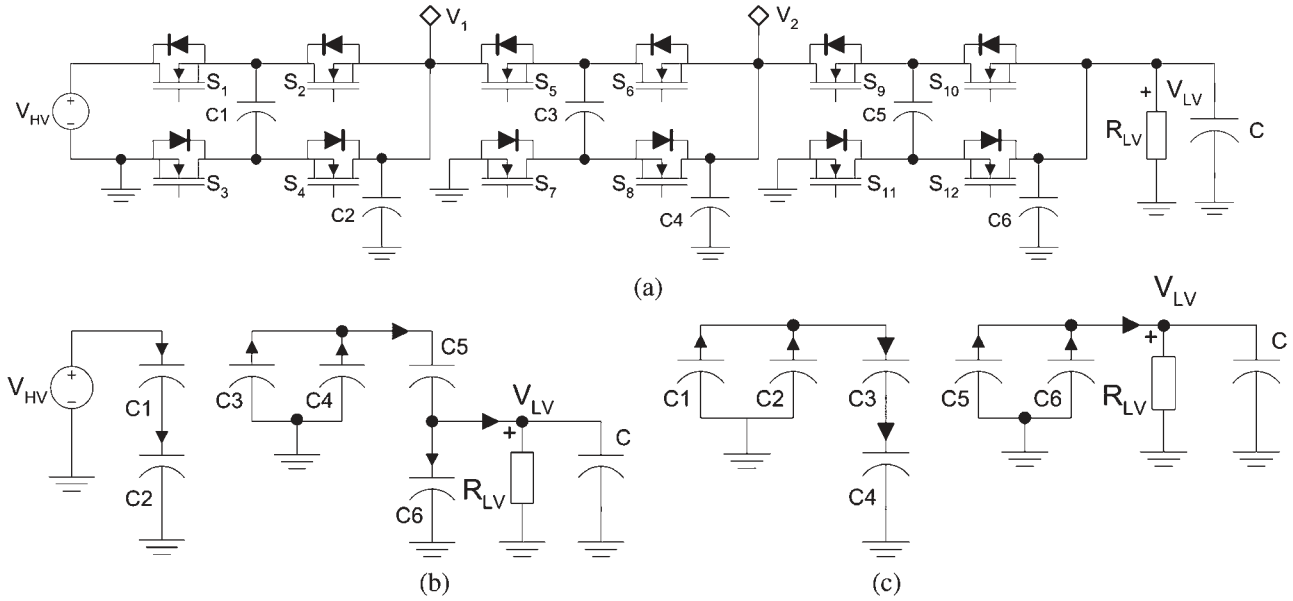 V1 V2
S1 S2 S5 S6 S9 S10
VHV + − C1 C3 C5 + VLV RLV C
S3 S4 S7 S8 S11 S12
C2 C4 C6
(a)
VHV + − C1 C2 C3 C4 C5 C6 VLV + RLV C
(b)
C1 C2 C3 C4 C5 C6 VLV + RLV C
(c)